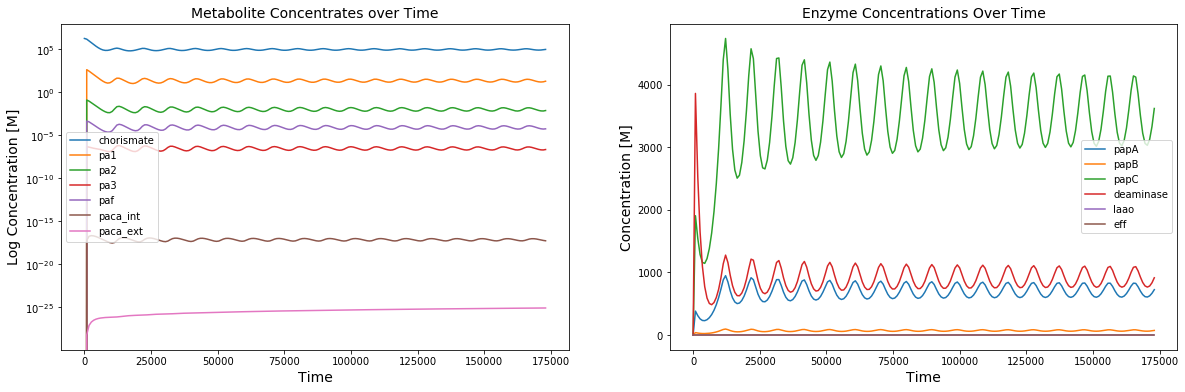 Metabolite Concentrates over Time
Log Concentration [M]
10^5
10^0
10^-5
10^-10
10^-15
10^-20
10^-25
chorismate
pa1
pa2
pa3
paf
paca_int
paca_ext
0
25000
50000
75000
100000
125000
150000
175000
Time
Enzyme Concentrations Over Time
Concentration [M]
4000
3000
2000
1000
0
papA
papB
papC
deaminase
laao
eff
0
25000
50000
75000
100000
125000
150000
175000
Time